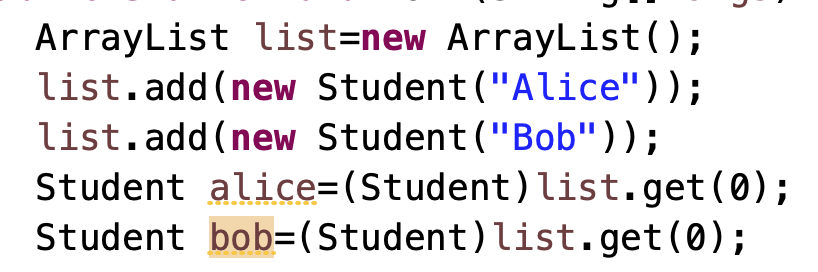 ArrayList list=new ArrayList();
list.add(new Student("Alice"));
list.add(new Student("Bob"));
Student alice=(Student)list.get(0);
Student bob=(Student)list.get(0);